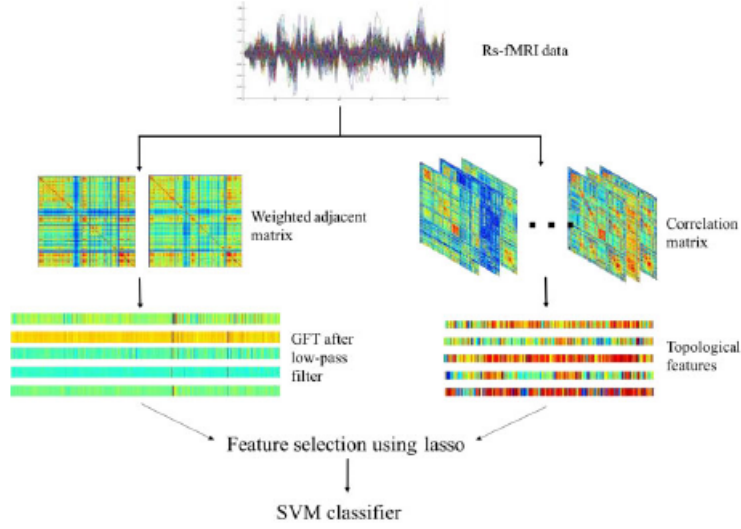 Rs-fMRI data
Weighted adjacent
matrix
Correlation
matrix
GFT after
low-pass
filter
Topological
features
Feature selection using lasso
SVM classifier